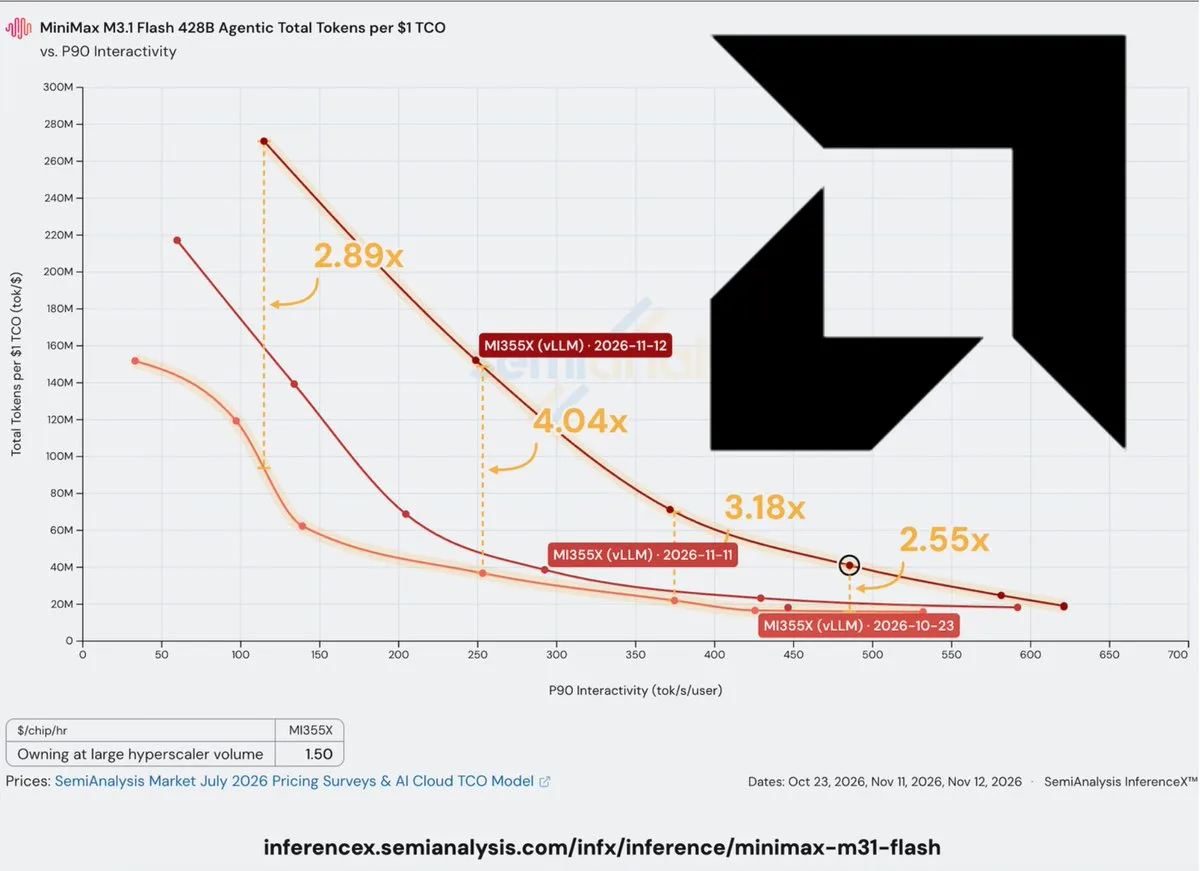 MiniMax M3.1 Flash 428B Agentic Total Tokens per $1 TCO
vs. P90 Interactivity
300M
280M
260M
240M
220M
200M
180M
160M
140M
120M
100M
80M
60M
40M
20M
0
Total Tokens per $1 TCO (tok/$)
2.89x
MI355X (vLLM) · 2026-11-12
4.04x
3.18x
MI355X (vLLM) · 2026-11-11
2.55x
MI355X (vLLM) · 2026-10-23
0 50 100 150 200 250 300 350 400 450 500 550 600 650 700
P90 Interactivity (tok/s/user)
$/chip/hr MI355X
Owning at large hyperscaler volume 1.50
Prices: SemiAnalysis Market July 2026 Pricing Surveys & AI Cloud TCO Model
Dates: Oct 23, 2026, Nov 11, 2026, Nov 12, 2026 · SemiAnalysis InferenceX™
inferencex.semianalysis.com/infx/inference/minimax-m31-flash